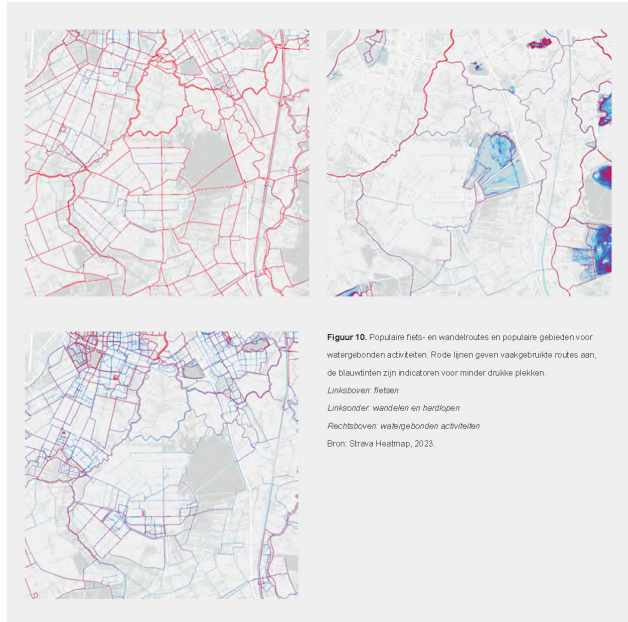 Figuur 10. Populaire fiets- en wandelroutes en populaire gebieden voor
watergebonden activiteiten. Rode lijnen geven vaakgebruikte routes aan,
de blauwtinten zijn indicatoren voor minder drukke plekken.
Linksboven: fietsen
Linksonder: wandelen en hardlopen
Rechtsboven: watergebonden activiteiten
Bron: Strava Heatmap, 2023.